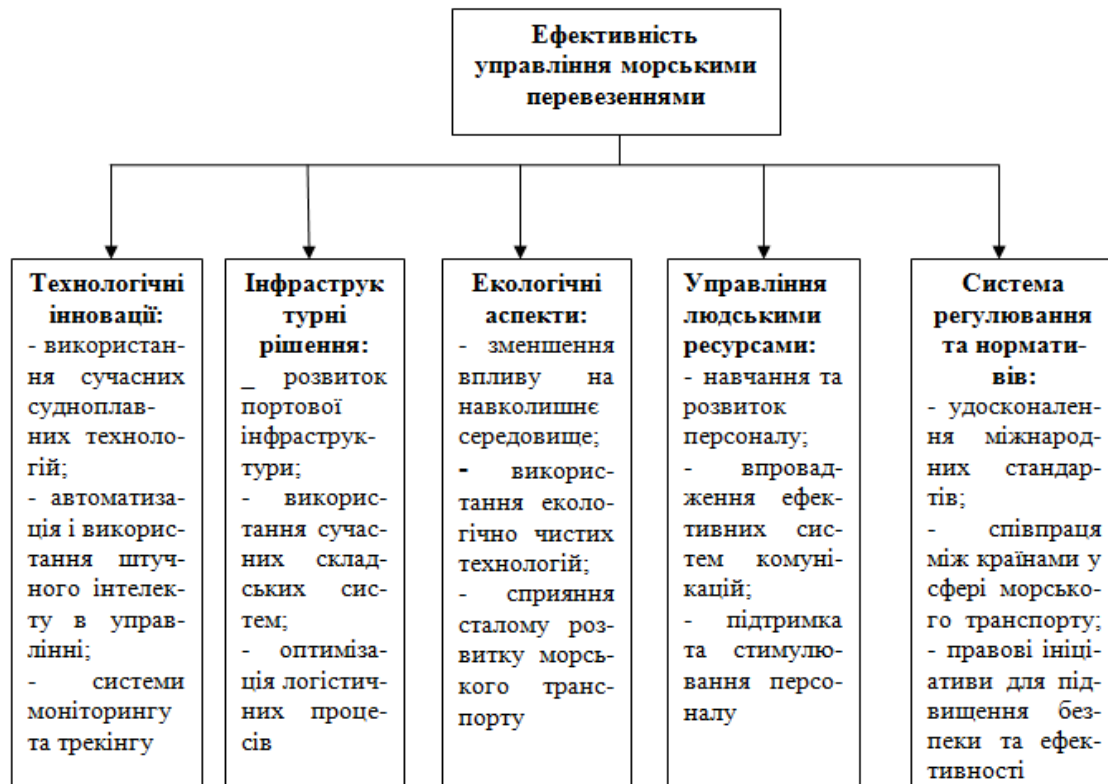 Ефективність
управління морськими
перевезеннями
Технологічні
інновації:
- використан-
ня сучасних
судноплав-
них техноло-
гій;
- автоматиза-
ція і викорис-
тання штуч-
ного інтелек-
ту в управ-
лінні;
- системи
моніторингу
та трекінгу
Інфраструк
турні
рішення:
_ розвиток
портової
інфраструк-
тури;
- викорис-
тання сучас-
них склад-
ських сис-
тем;
- оптиміза-
ція логістич-
них проце-
сів
Екологічні
аспекти:
- зменшення
впливу на
навколишнє
середовище;
- викорис-
тання еколо-
гічно чистих
технологій;
- сприяння
сталому роз-
витку морсь-
кого транс-
порту
Управління
людськими
ресурсами:
- навчання та
розвиток
персоналу;
- впровад-
ження ефек-
тивних сис-
тем комуні-
кацій;
- підтримка
та стимулю-
вання персо-
налу
Система
регулювання
та нормати-
вів:
- удосконален-
ня міжнарод-
них стандар-
тів;
- співпраця
між країнами у
сфері морсько-
го транспорту;
- правові ініці-
ативи для під-
вищення без-
пеки та ефек-
тивності